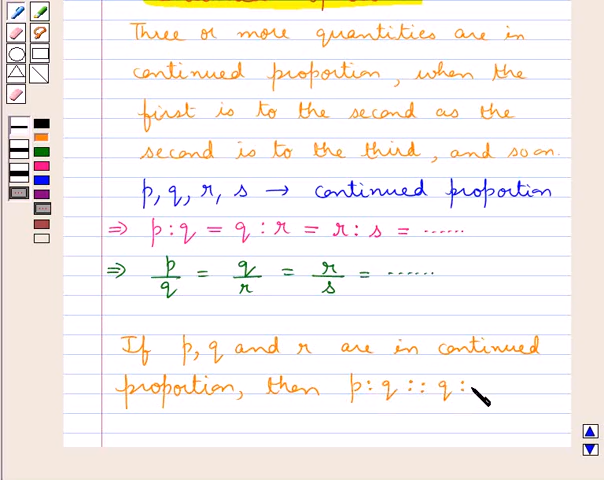 Three or more quantities are in
continued proportion, when the
first is to the second as the
second is to the third, and so on.
p, q, r, s → continued proportion
⇒ p : q = q : r = r : s = ......
⇒ p/q = q/r = r/s = ......
If p, q and r are in continued
proportion, then p : q :: q :